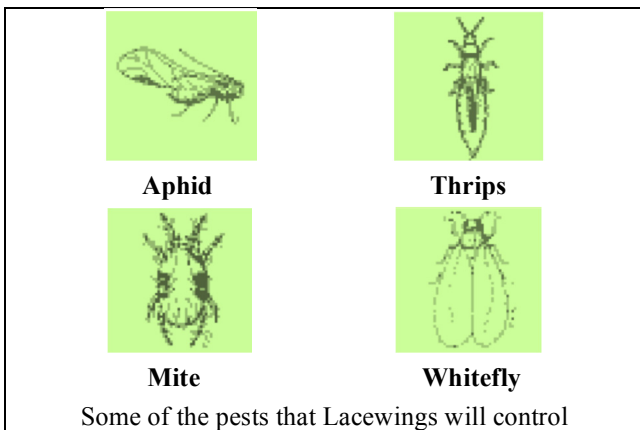 Aphid Thrips
Mite Whitefly
Some of the pests that Lacewings will control